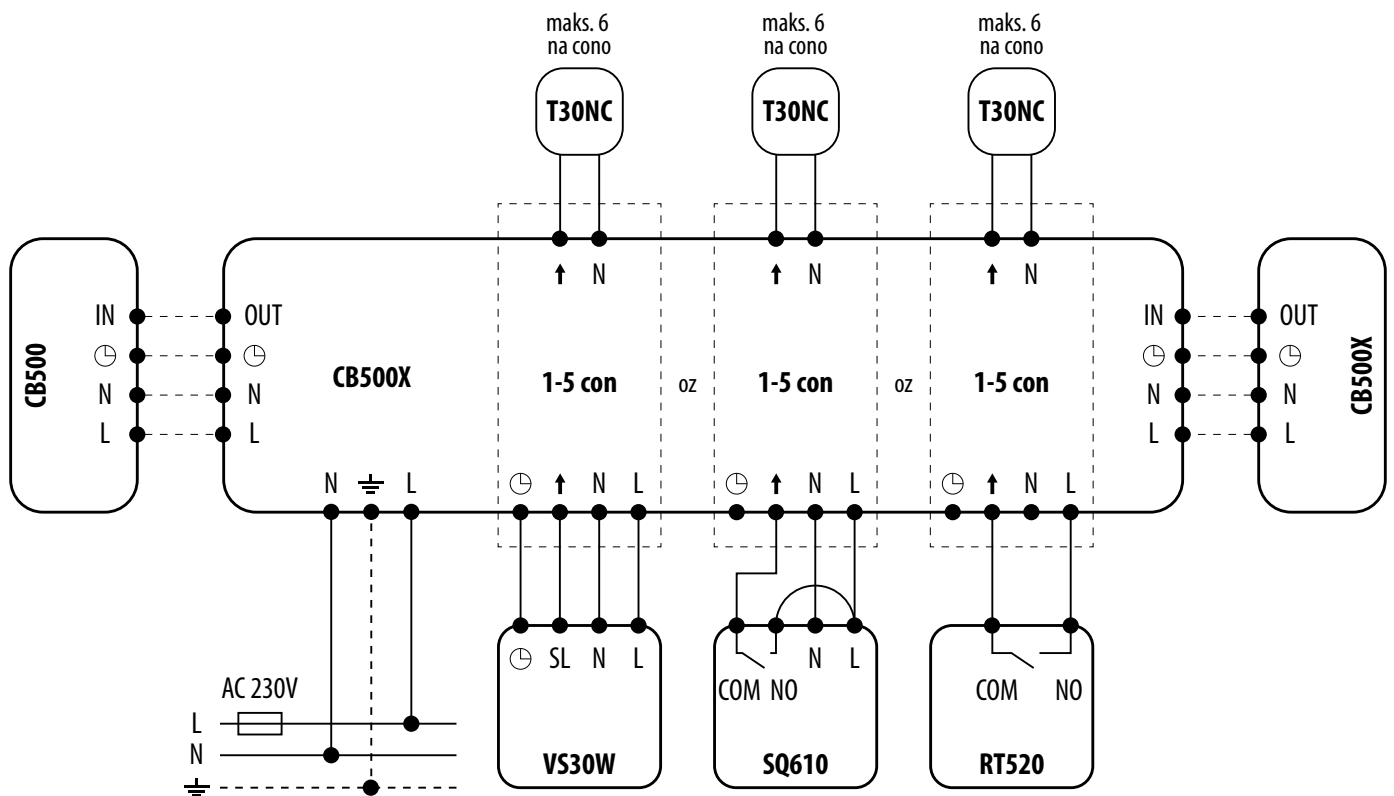 maks. 6
na cono
maks. 6
na cono
maks. 6
na cono
T30NC
T30NC
T30NC
N
N
N
CB500
IN
N
L
OUT
N
L
CB500X
1-5 con
oz
1-5 con
oz
1-5 con
IN
N
L
OUT
N
L
CB500X
N L
N L
N L
N L
SL N L
COM NO N L
COM NO
AC 230V
L
N
VS30W
SQ610
RT520